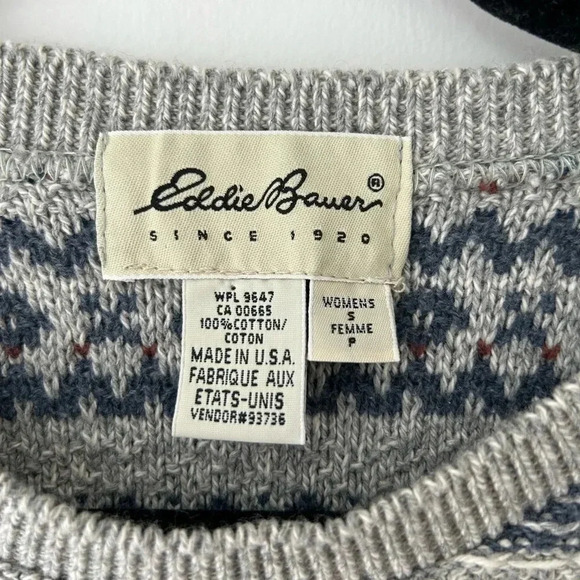 Eddie Bauer®
SINCE 1920
WPL 9647
CA 00665
100%COTTON/
COTON
MADE IN U.S.A.
FABRIQUE AUX
ETATS-UNIS
VENDOR#93736
WOMENS
S
FEMME
P